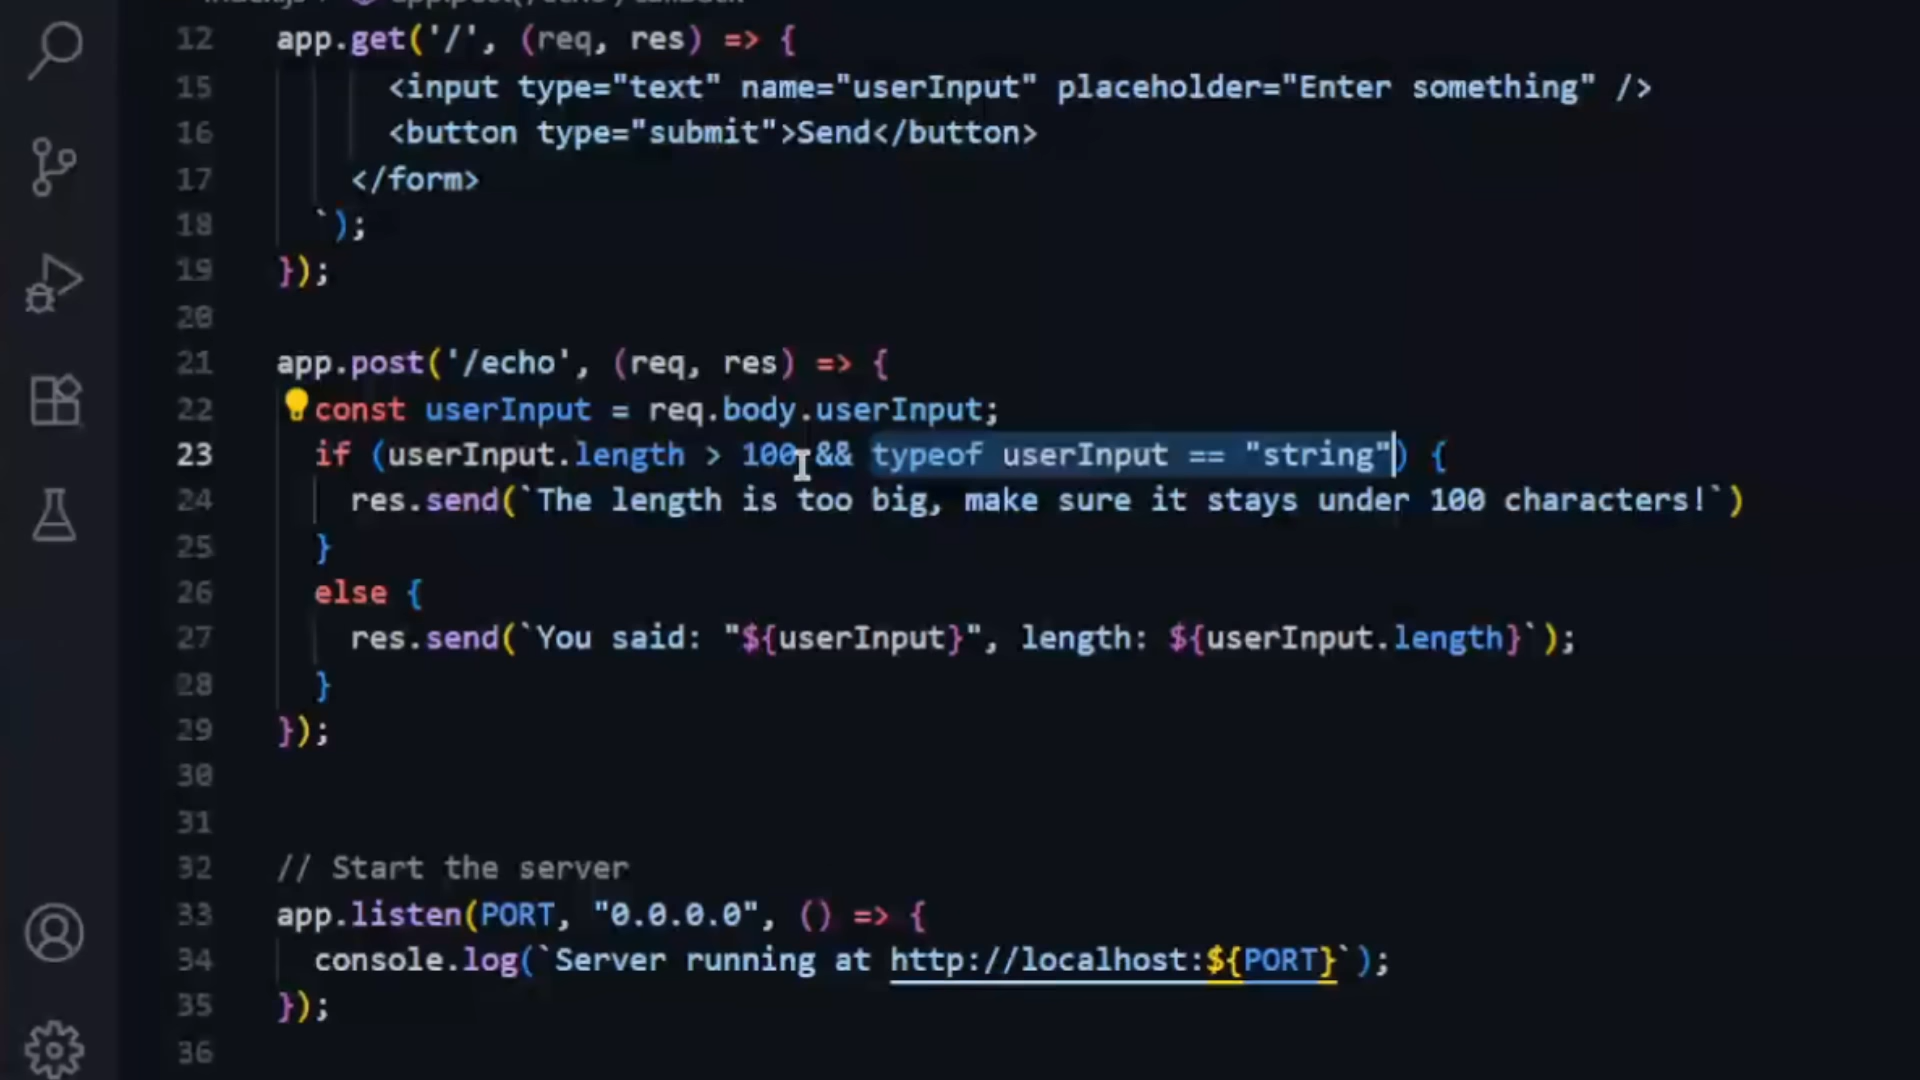 12 app.get('/', (req, res) => {
15 <input type="text" name="userInput" placeholder="Enter something" />
16 <button type="submit">Send</button>
17 </form>
18 `);
19 });
20
21 app.post('/echo', (req, res) => {
22 const userInput = req.body.userInput;
23 if (userInput.length > 100 && typeof userInput == "string") {
24 res.send(`The length is too big, make sure it stays under 100 characters!`)
25 }
26 else {
27 res.send(`You said: "${userInput}", length: ${userInput.length}`);
28 }
29 });
30
31
32 // Start the server
33 app.listen(PORT, "0.0.0.0", () => {
34 console.log(`Server running at http://localhost:${PORT}`);
35 });
36